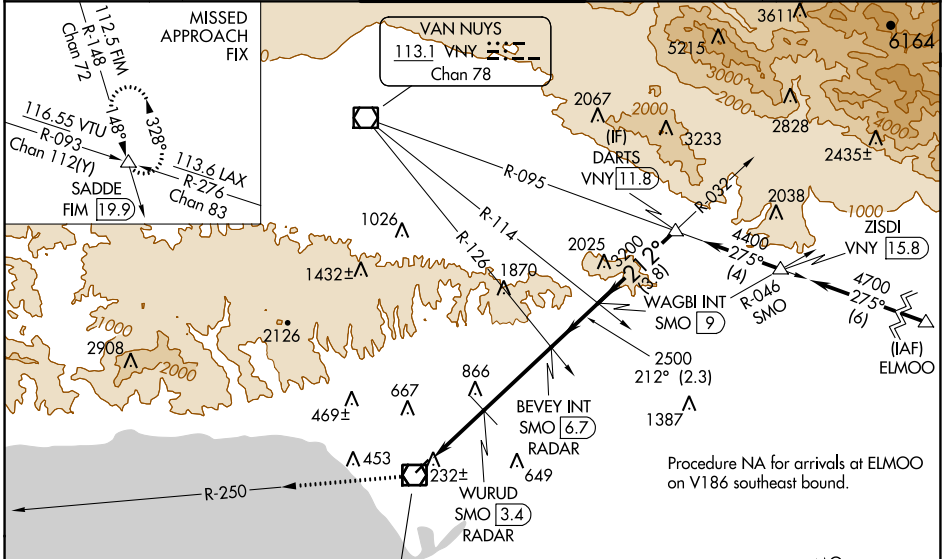 MISSED
APPROACH
FIX
112.5 FIM
R-148
Chan 72
148°
328°
116.55 VTU
R-093
Chan 112(Y)
113.6 LAX
R-276
Chan 83
SADDE
FIM 19.9
VAN NUYS
113.1 VNY
Chan 78
3611
6164
5215
3000
2000
2067
2000
3233
2828
4000
2435±
(IF)
DARTS
VNY 11.8
R-095
R-032
R-114
R-126
2038
1000
ZISDI
VNY 15.8
4400
275°
(4)
R-046
SMO
4700
275°
(6)
(IAF)
ELMOO
1026
2025
3200
212°
(3.8)
1432±
1870
WAGBI INT
SMO 9
1000
2126
2908
2000
2500
212° (2.3)
866
667
469±
BEVEY INT
SMO 6.7
RADAR
1387
453
232±
649
Procedure NA for arrivals at ELMOO
on V186 southeast bound.
R-250
WURUD
SMO 3.4
RADAR